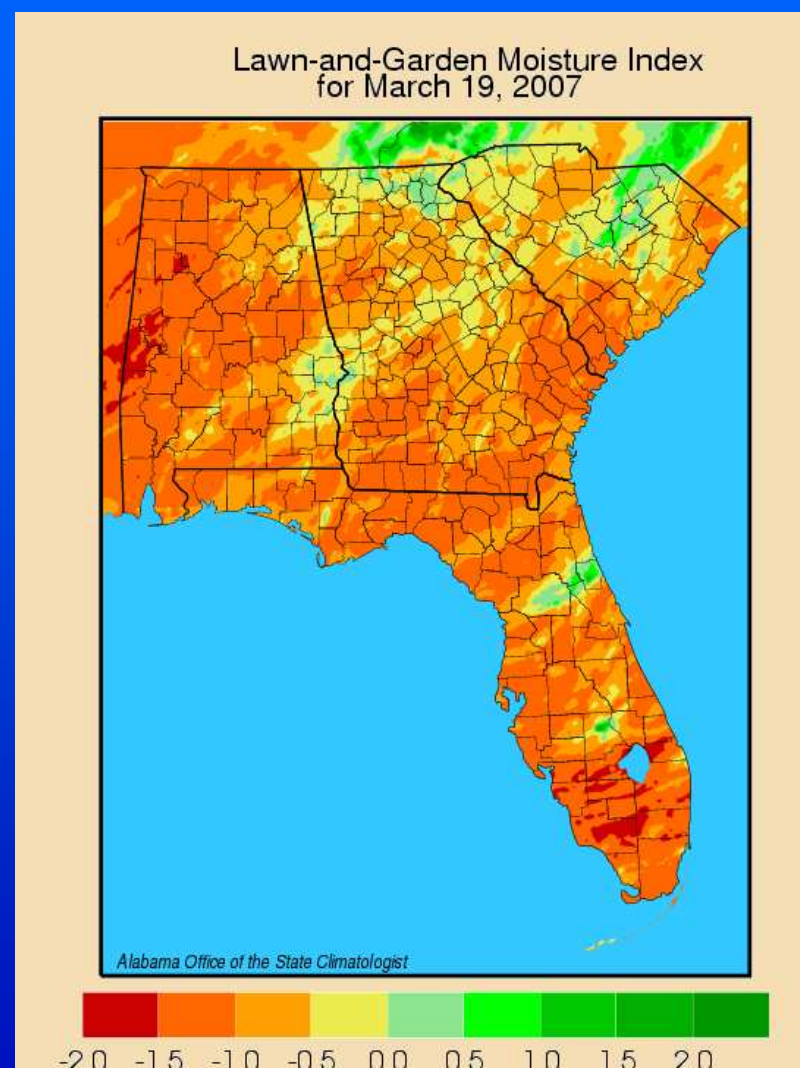 Lawn-and-Garden Moisture Index
for March 19, 2007
Alabama Office of the State Climatologist
-2.0 -1.5 -1.0 -0.5 0.0 0.5 1.0 1.5 2.0